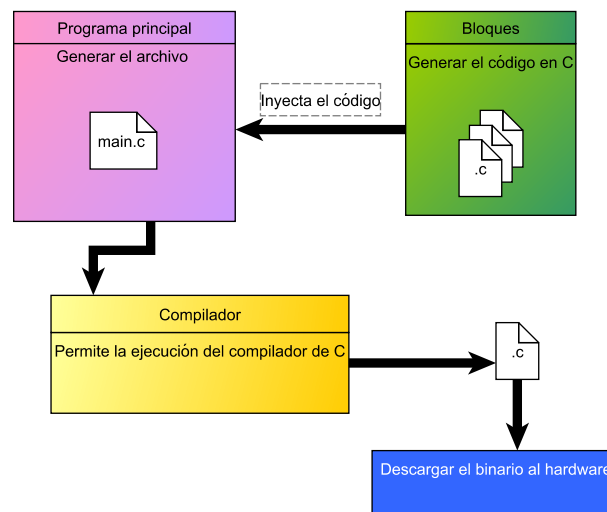 Programa principal
Generar el archivo
main.c
Bloques
Generar el código en C
.c
Inyecta el código
Compilador
Permite la ejecución del compilador de C
.c
Descargar el binario al hardware